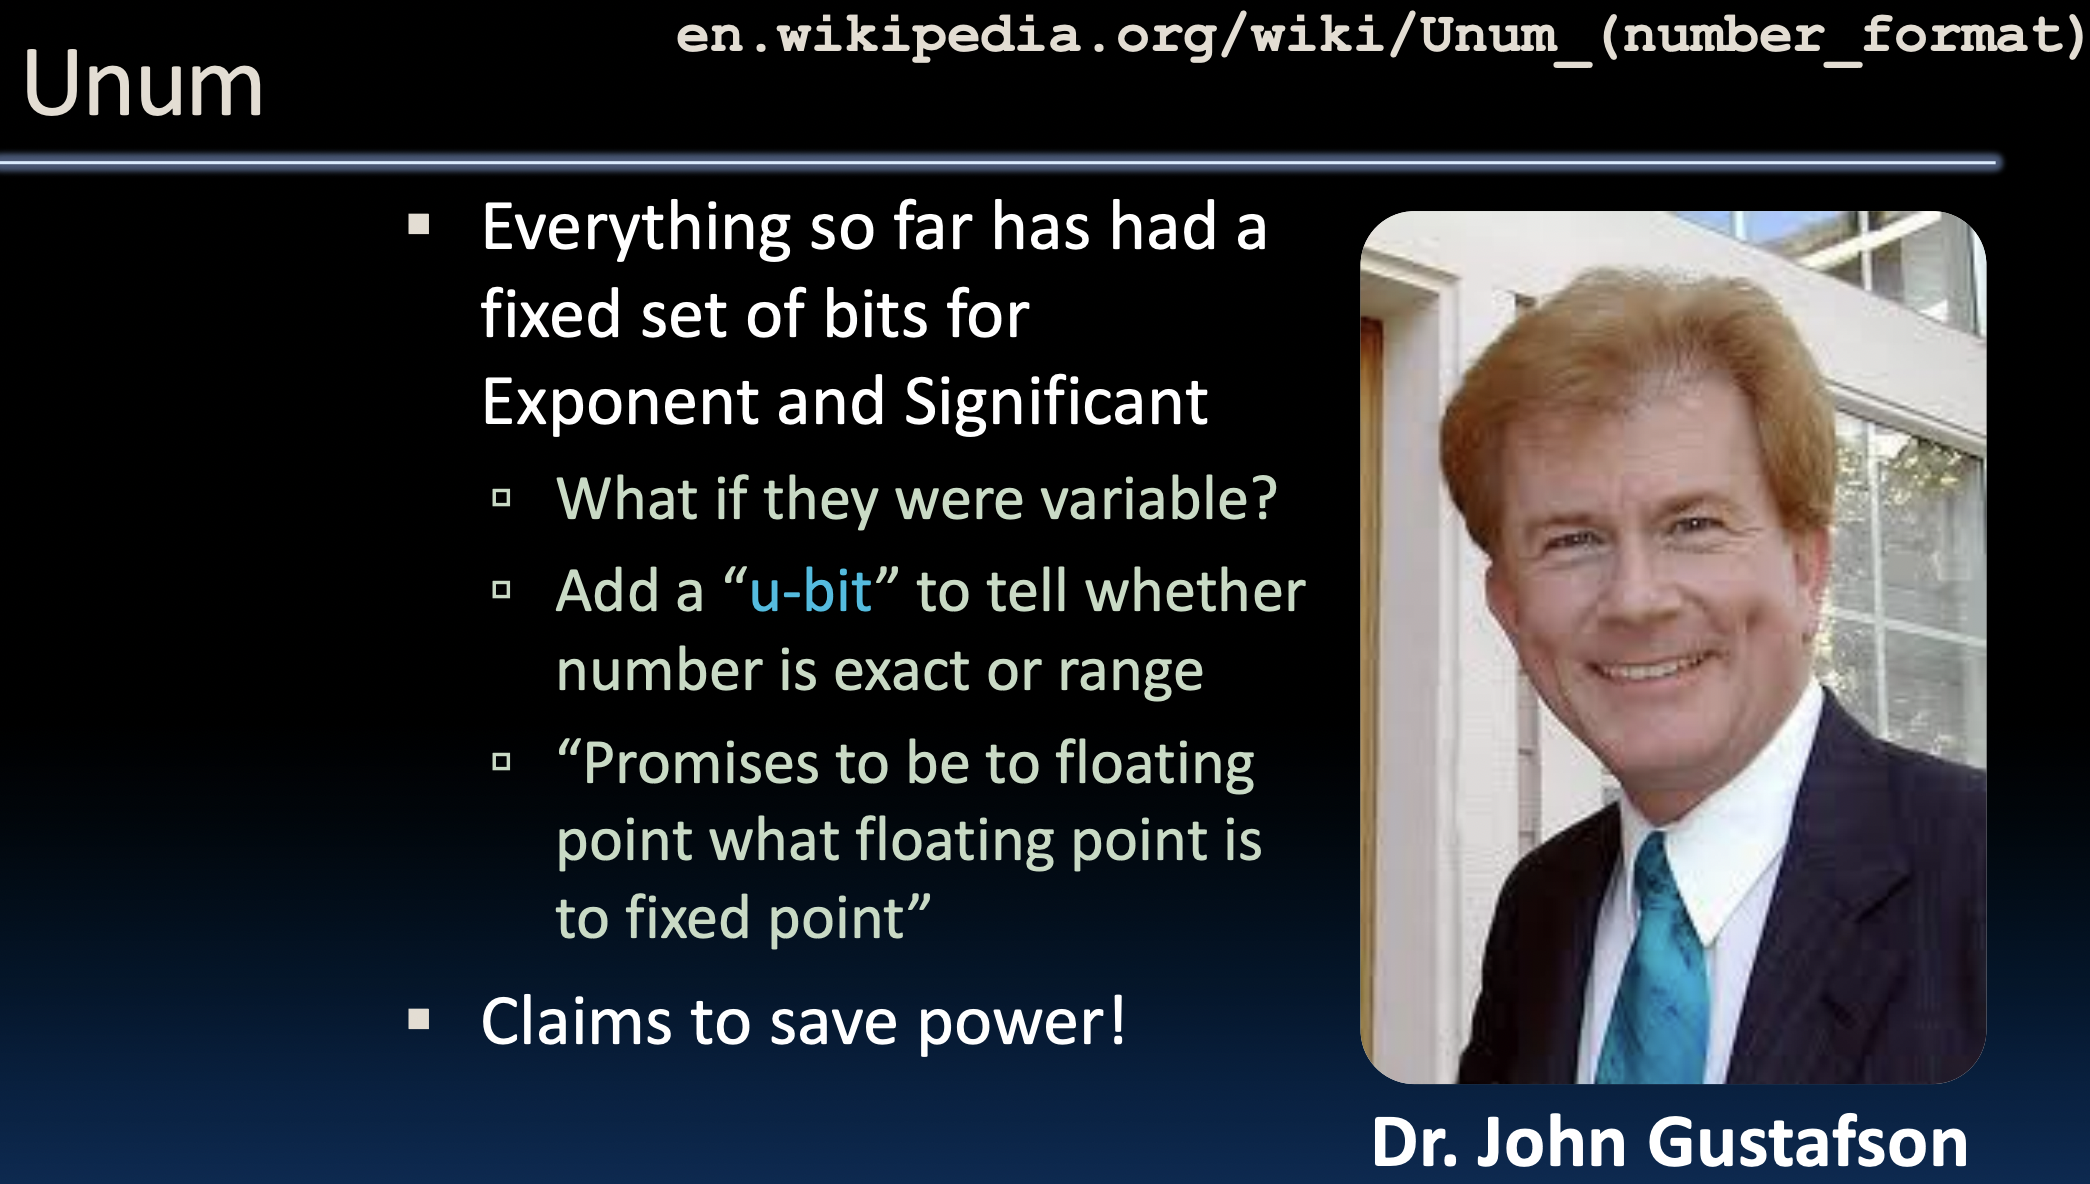 en.wikipedia.org/wiki/Unum_(number_format)
Unum
Everything so far has had a
fixed set of bits for
Exponent and Significant
What if they were variable?
Add a “u-bit” to tell whether
number is exact or range
“Promises to be to floating
point what floating point is
to fixed point”
Claims to save power!
Dr. John Gustafson